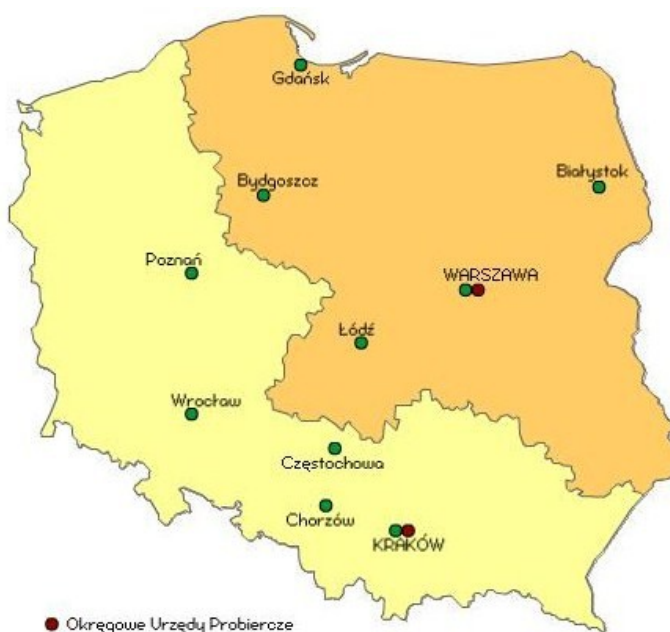 Gdańsk
Bydgoszcz
Białystok
Poznań
WARSZAWA
Łódź
Wrocław
Częstochowa
Chorzów
KRAKÓW
Okręgowe Urzędy Probiercze